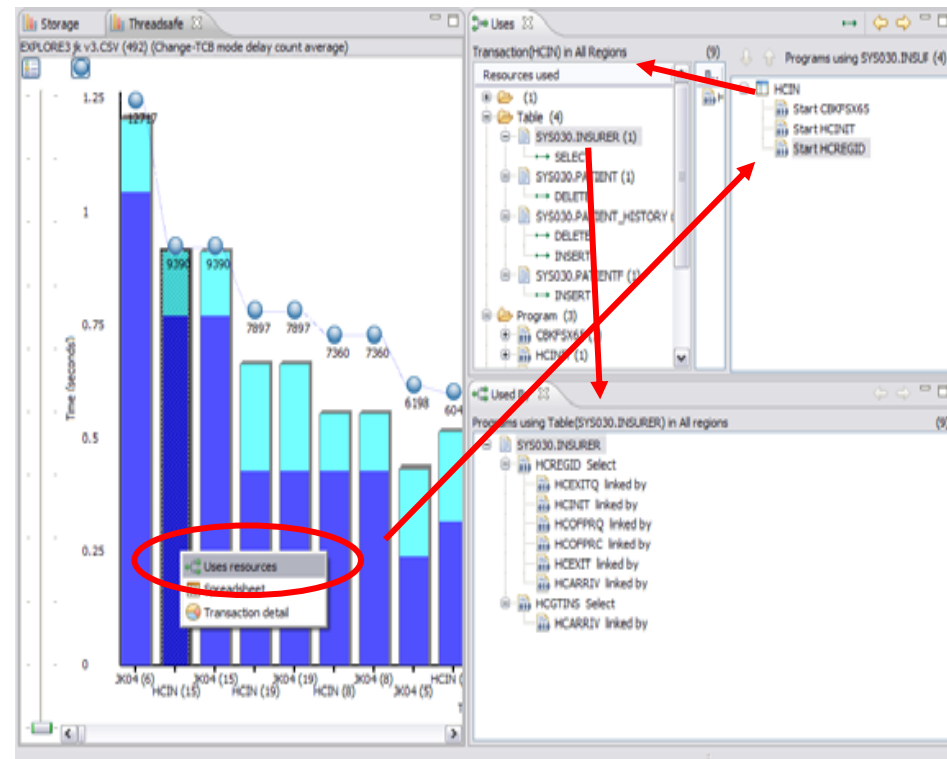 Storage
Threadsafe
EXPLORE3 jk v3.CSV (492) (Change-TCB mode delay count average)
1.25
1
0.75
0.5
0.25
0
Time (seconds)
12717
9390
9390
7897
7897
7360
7360
6198
604
Uses resources
Spreadsheet
Transaction detail
JK04 (6)
HCIN (15)
JK04 (15)
HCIN (19)
JK04 (19)
HCIN (8)
JK04 (8)
JK04 (5)
HCIN (
Uses
Transaction(HCIN) in All Regions
(9)
Resources used
(1)
Table (4)
SYS030.INSURER (1)
SELECT
SYS030.PATIENT (1)
DELETE
SYS030.PATIENT_HISTORY (
DELETE
INSERT
SYS030.PATIENTF (1)
INSERT
Program (3)
CBKFSX65 (
HCINIT (1)
Programs using SYS030.INSUF (4)
HCIN
Start CBKFSX65
Start HCINIT
Start HCREGID
Used By
Programs using Table(SYS030.INSURER) in All regions
(9)
SYS030.INSURER
HCREGID Select
HCEXITQ linked by
HCINIT linked by
HCOFPRQ linked by
HCOFPRC linked by
HCEXIT linked by
HCARRIV linked by
HCGTINS Select
HCARRIV linked by